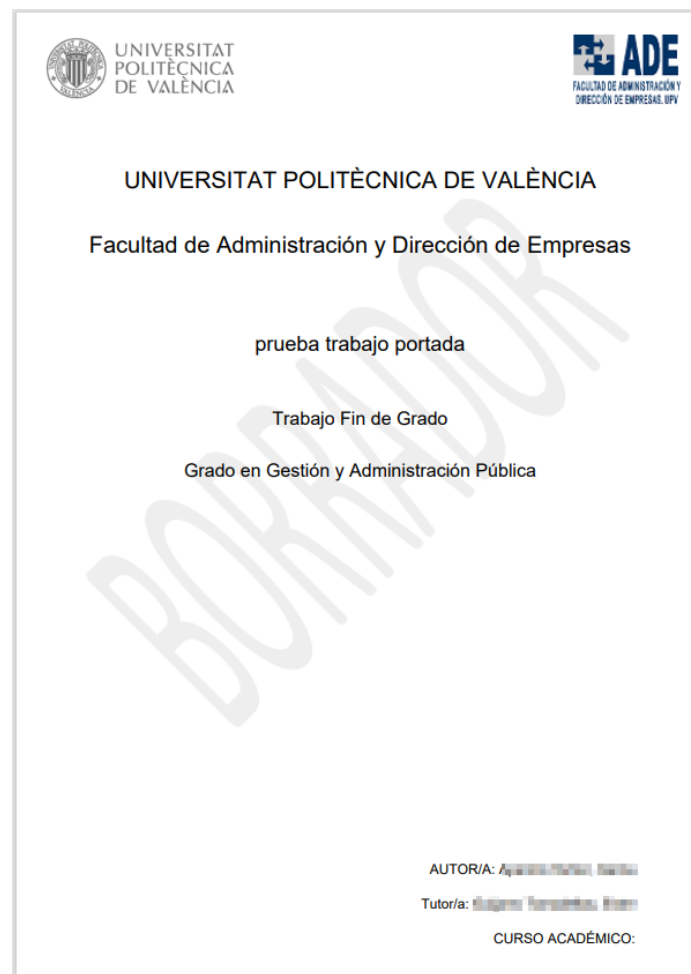 UNIVERSITAT
POLITÈCNICA
DE VALÈNCIA
ADE
FACULTAD DE ADMINISTRACIÓN Y
DIRECCIÓN DE EMPRESAS. UPV
UNIVERSITAT POLITÈCNICA DE VALÈNCIA
Facultad de Administración y Dirección de Empresas
prueba trabajo portada
Trabajo Fin de Grado
Grado en Gestión y Administración Pública
BORRADOR
AUTOR/A:
Tutor/a:
CURSO ACADÉMICO: